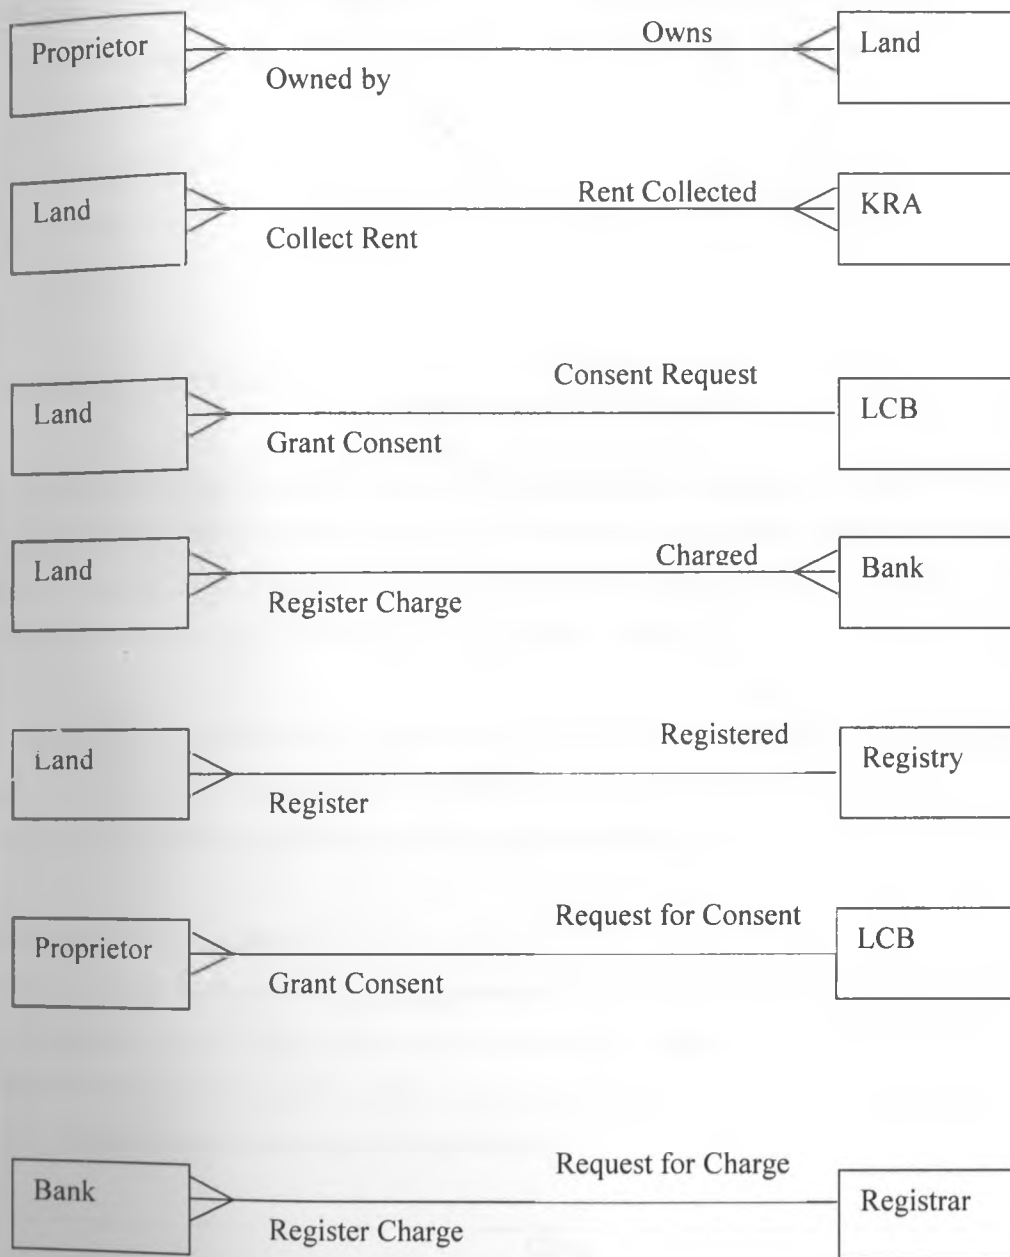 Proprietor
Owns
Land
Owned by
Land
Rent Collected
KRA
Collect Rent
Land
Consent Request
LCB
Grant Consent
Land
Charged
Bank
Register Charge
Land
Registered
Registry
Register
Proprietor
Request for Consent
LCB
Grant Consent
Bank
Request for Charge
Registrar
Register Charge